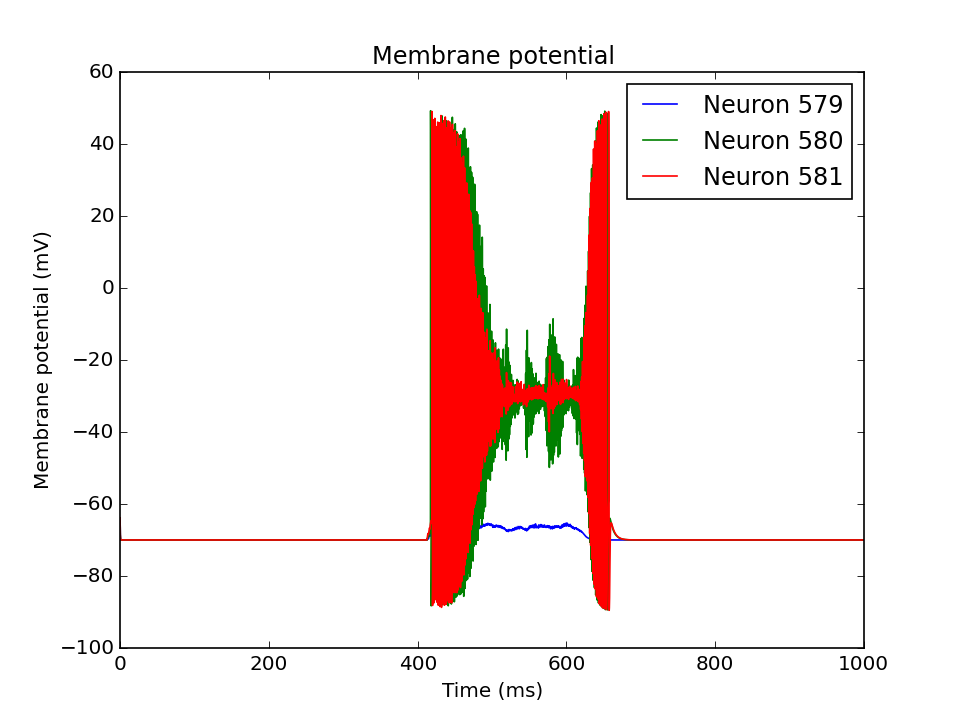 Membrane potential
Neuron 579
Neuron 580
Neuron 581
Membrane potential (mV)
60
40
20
0
−20
−40
−60
−80
−100
0 200 400 600 800 1000
Time (ms)